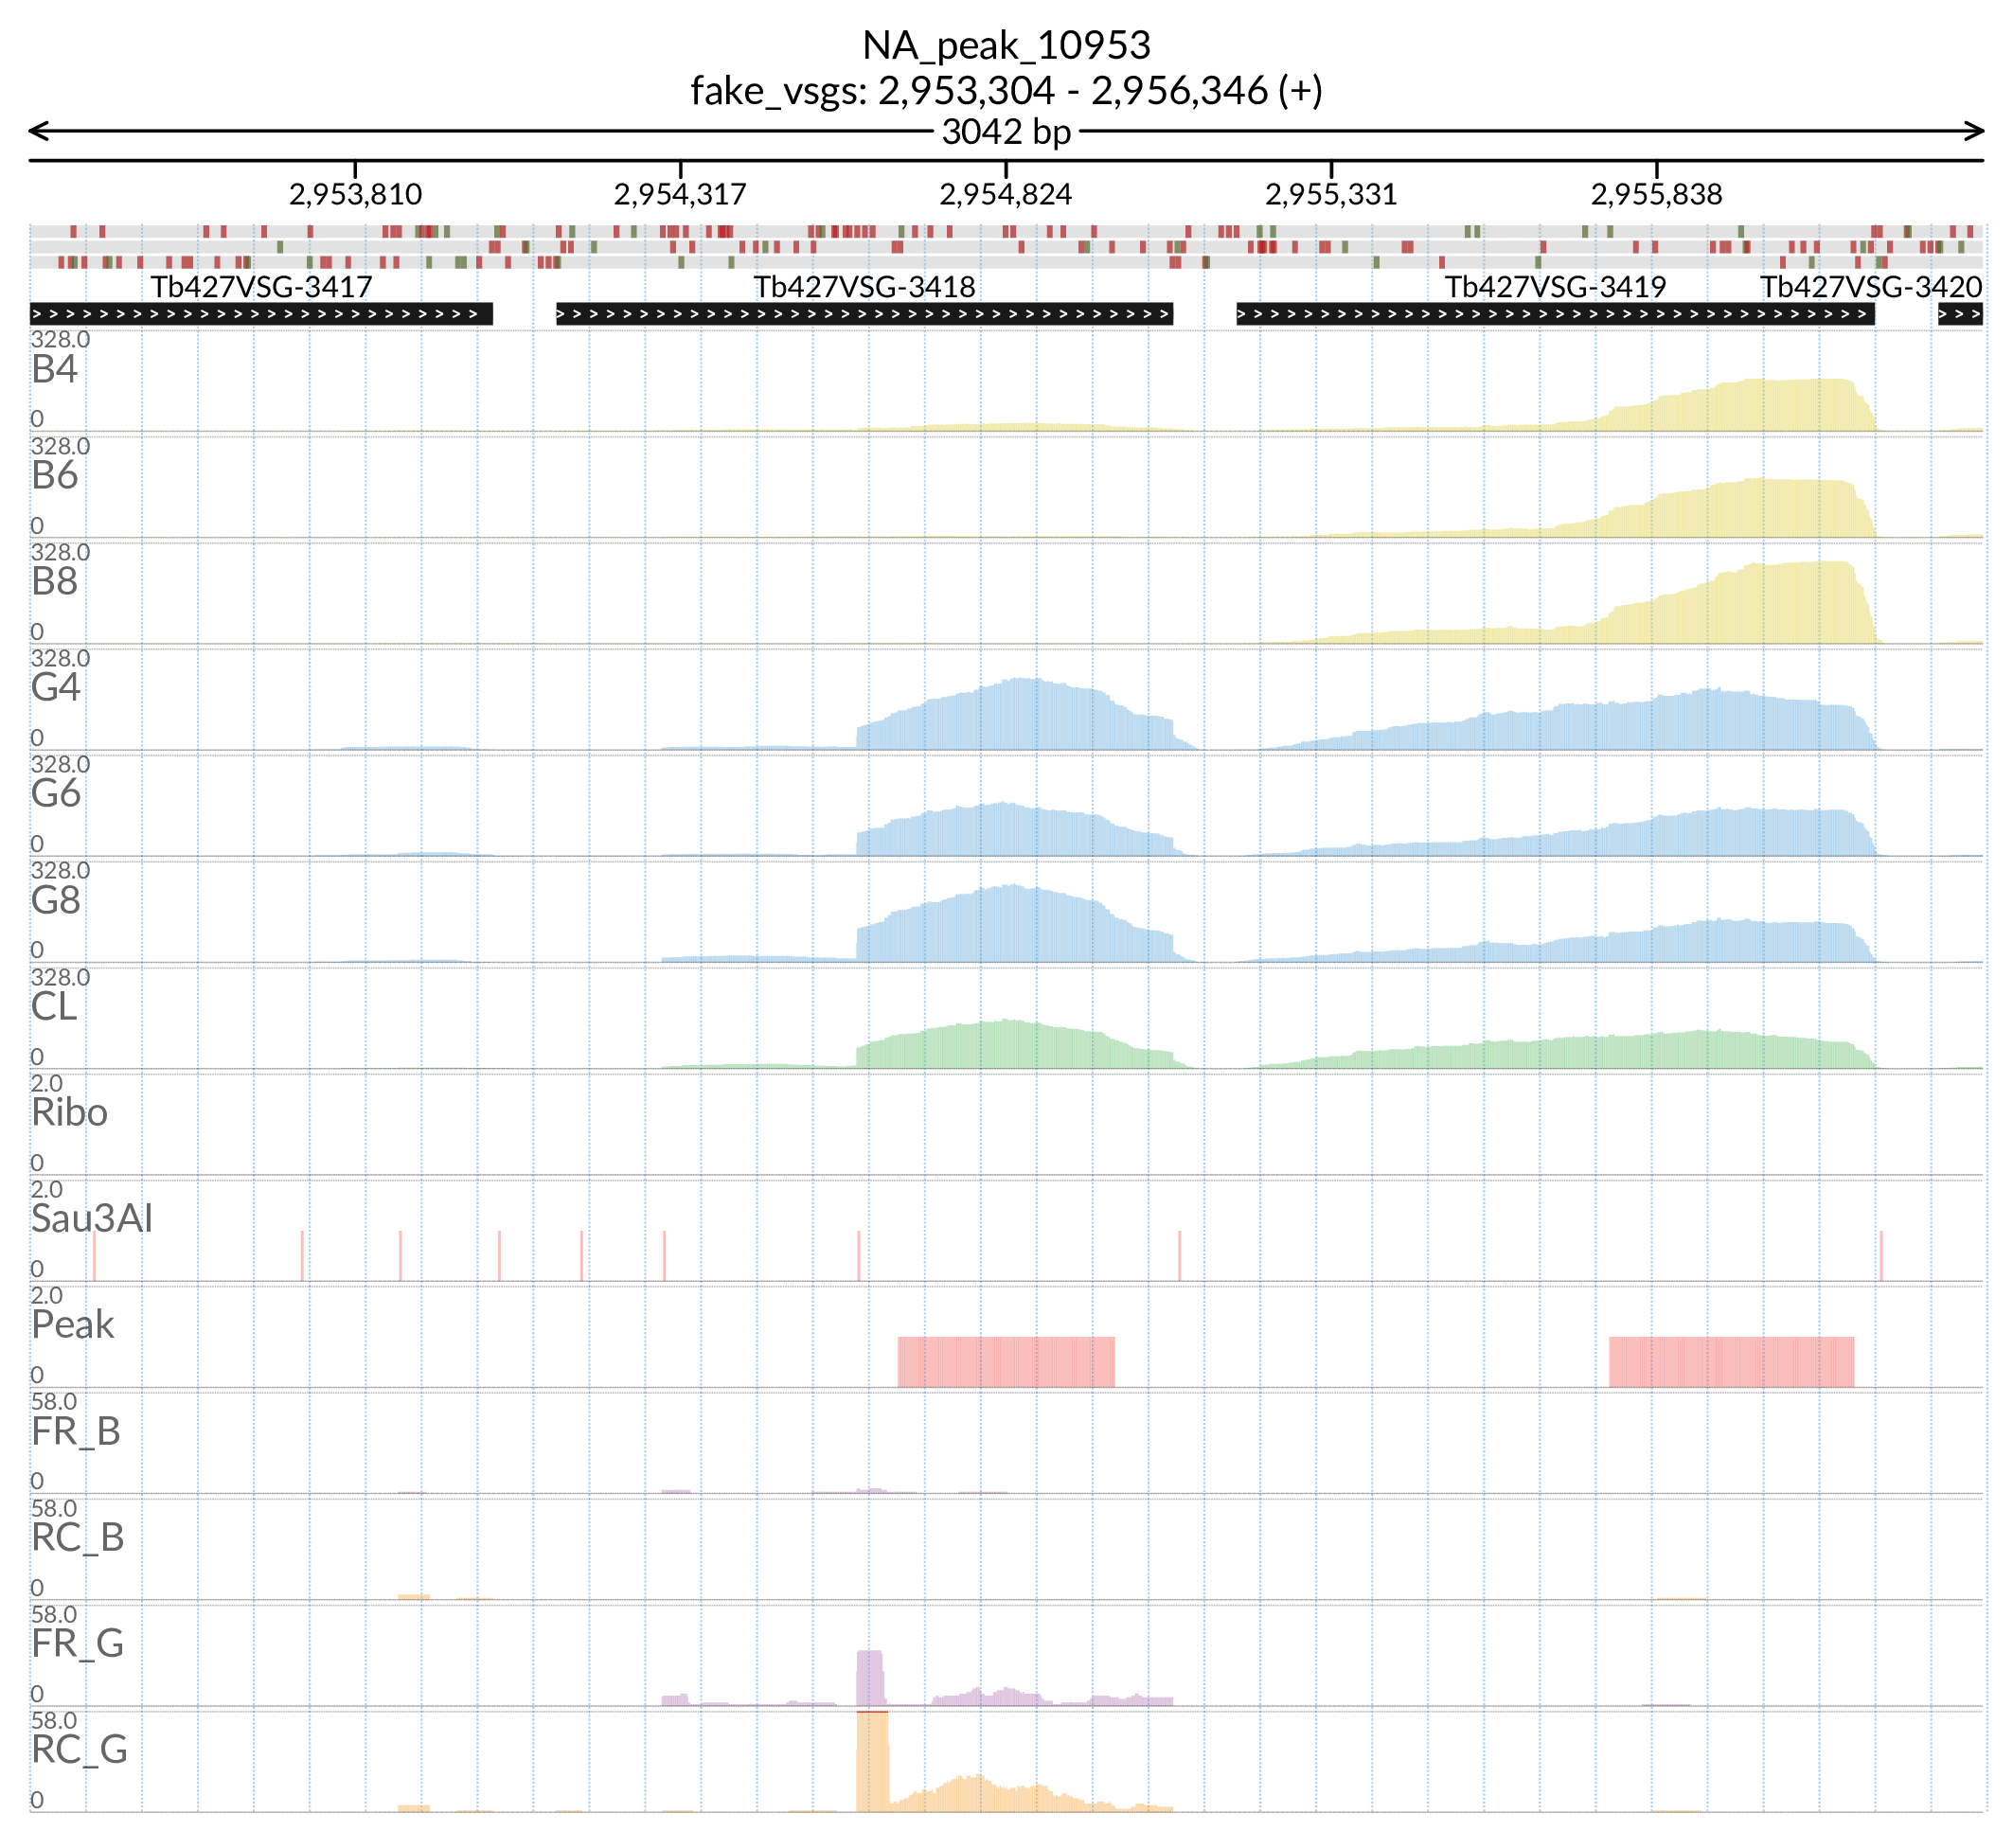 NA_peak_10953
fake_vsgs: 2,953,304 - 2,956,346 (+)
3042 bp
2,953,810 2,954,317 2,954,824 2,955,331 2,955,838
Tb427VSG-3417 Tb427VSG-3418 Tb427VSG-3419 Tb427VSG-3420
328.0
B4
0
328.0
B6
0
328.0
B8
0
328.0
G4
0
328.0
G6
0
328.0
G8
0
328.0
CL
0
2.0
Ribo
0
2.0
Sau3AI
0
2.0
Peak
0
58.0
FR_B
0
58.0
RC_B
0
58.0
FR_G
0
58.0
RC_G
0